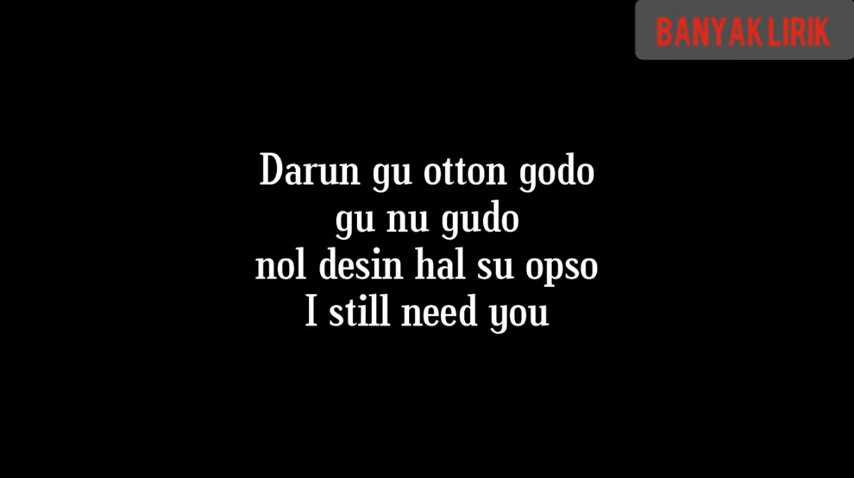 BANYAK LIRIK
Darun gu otton godo
gu nu gudo
nol desin hal su opso
I still need you